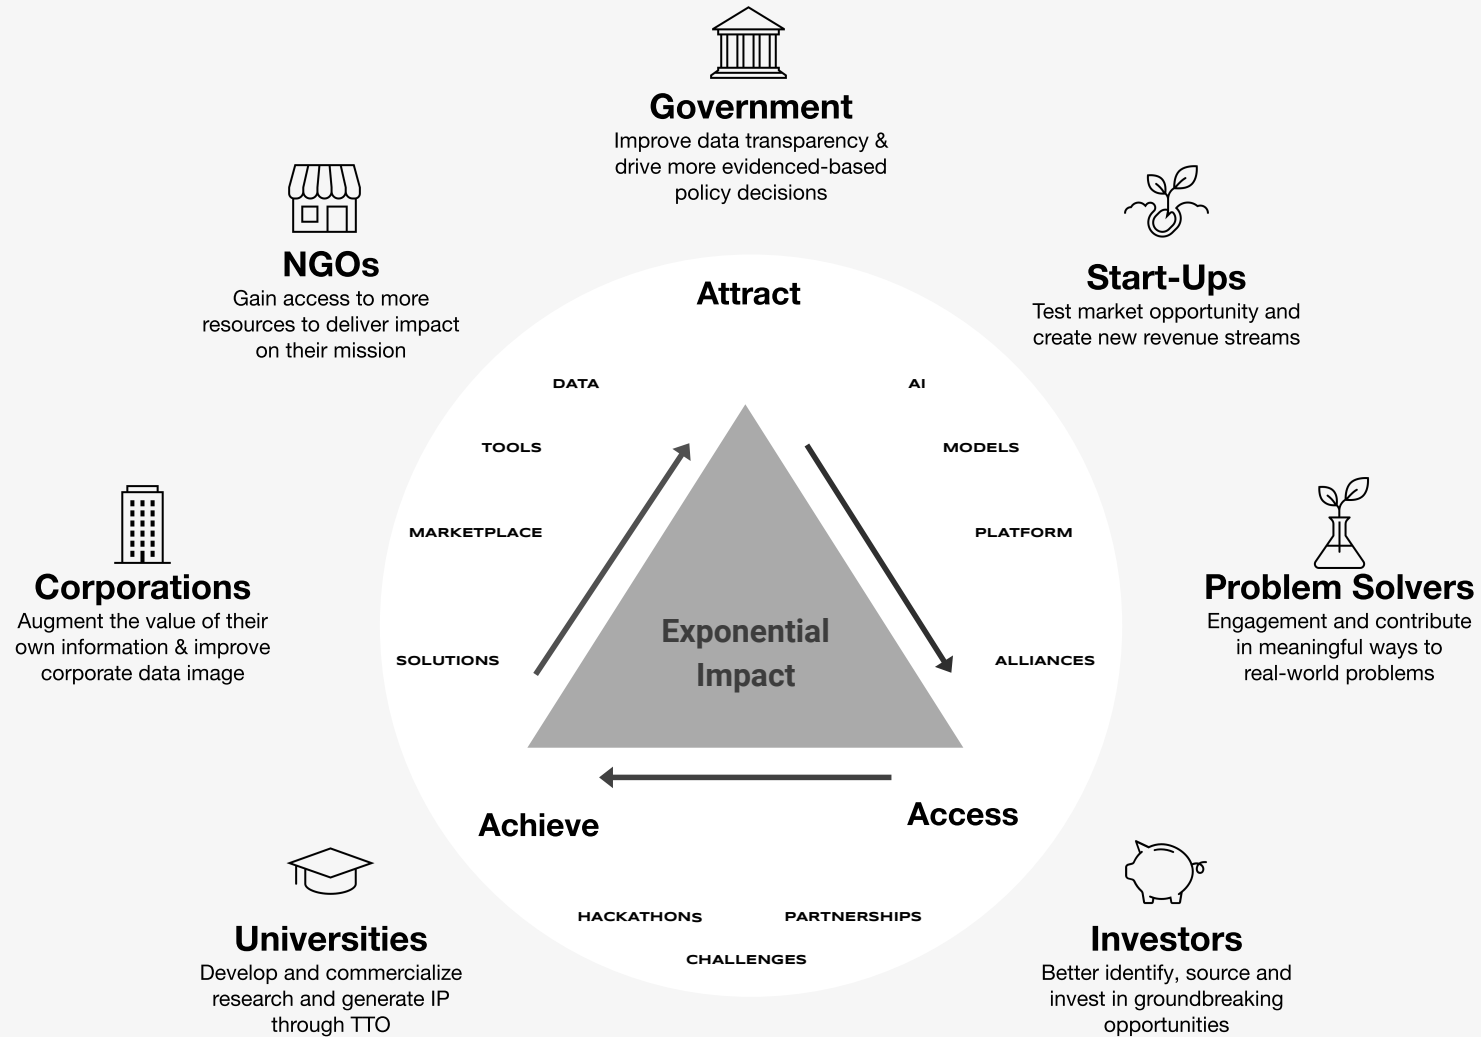 Government
Improve data transparency &
drive more evidenced-based
policy decisions
NGOs
Gain access to more
resources to deliver impact
on their mission
Start-Ups
Test market opportunity and
create new revenue streams
Attract
DATA
AI
TOOLS
MODELS
MARKETPLACE
PLATFORM
Corporations
Augment the value of their
own information & improve
corporate data image
Problem Solvers
Engagement and contribute
in meaningful ways to
real-world problems
Exponential
Impact
SOLUTIONS
ALLIANCES
Achieve
Access
HACKATHONS
PARTNERSHIPS
CHALLENGES
Universities
Develop and commercialize
research and generate IP
through TTO
Investors
Better identify, source and
invest in groundbreaking
opportunities